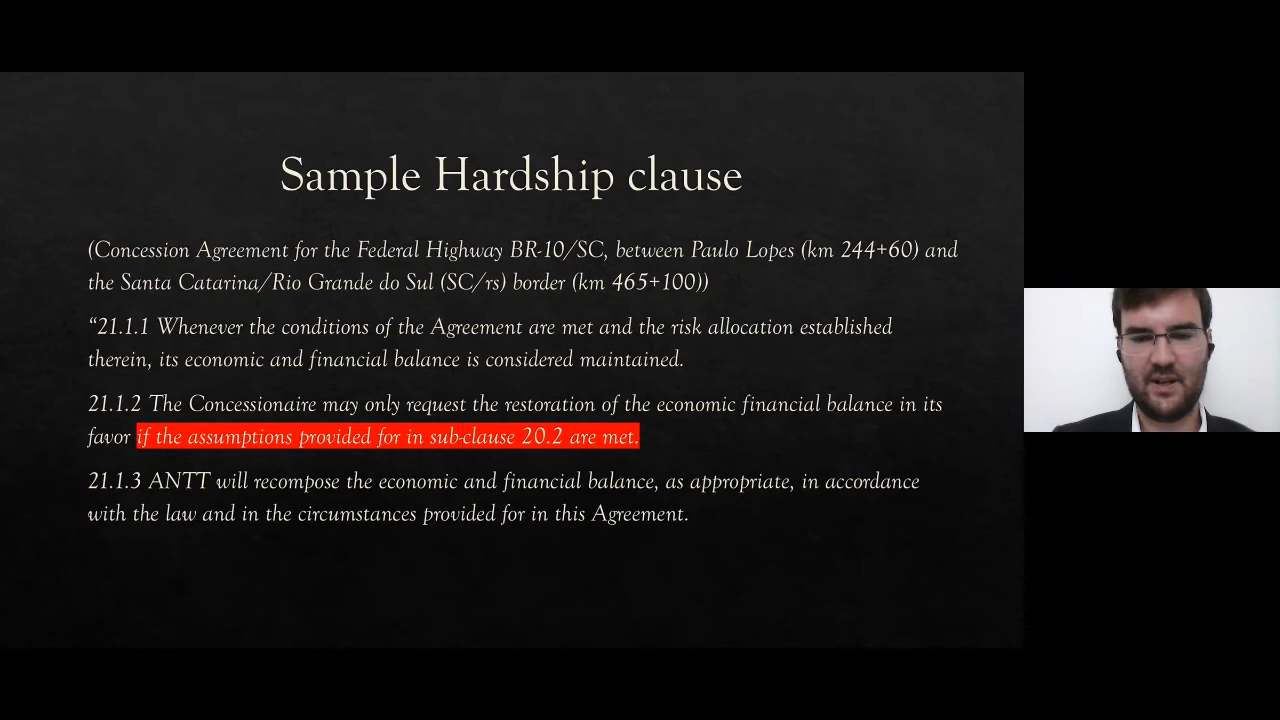 Sample Hardship clause
(Concession Agreement for the Federal Highway BR-10/SC, between Paulo Lopes (km 244+60) and
the Santa Catarina/Rio Grande do Sul (SC/rs) border (km 465+100))
“21.1.1 Whenever the conditions of the Agreement are met and the risk allocation established
therein, its economic and financial balance is considered maintained.
21.1.2 The Concessionaire may only request the restoration of the economic financial balance in its
favor if the assumptions provided for in sub-clause 20.2 are met.
21.1.3 ANTT will recompose the economic and financial balance, as appropriate, in accordance
with the law and in the circumstances provided for in this Agreement.